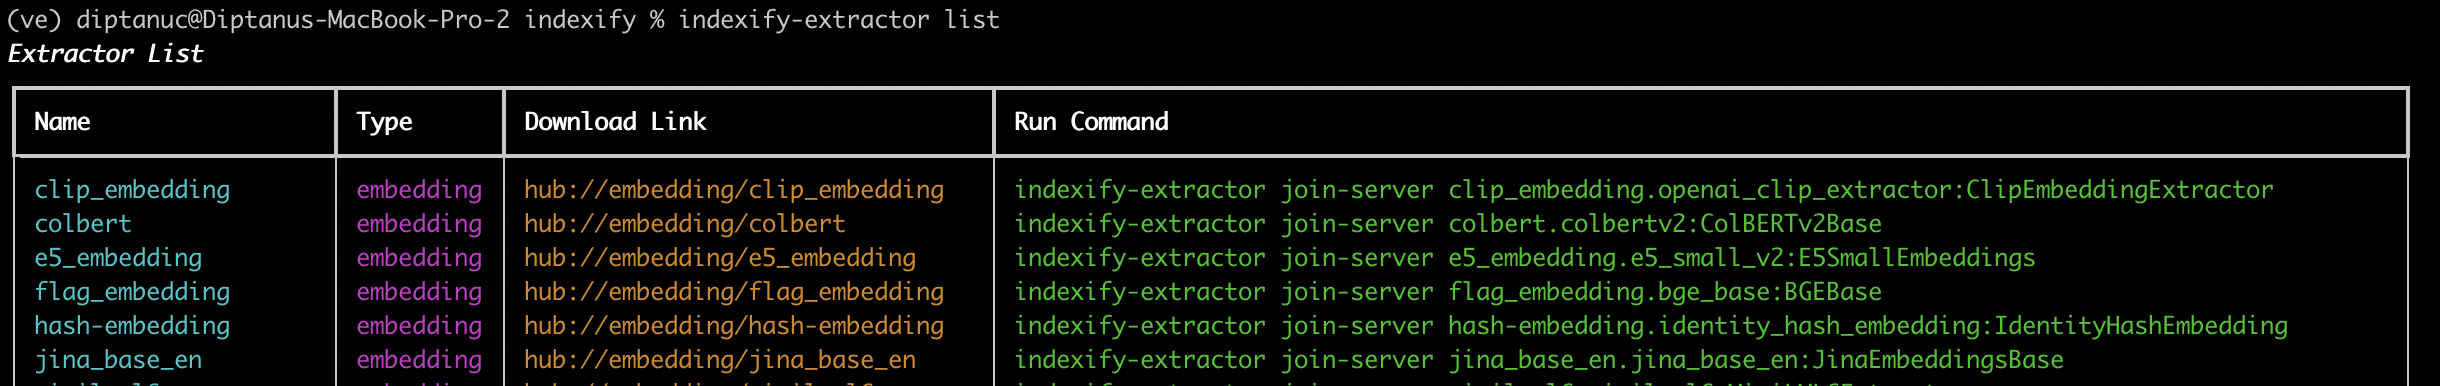 (ve) diptanuc@Diptanus-MacBook-Pro-2 indexify % indexify-extractor list
Extractor List
Name Type Download Link Run Command
clip_embedding embedding hub://embedding/clip_embedding indexify-extractor join-server clip_embedding.openai_clip_extractor:ClipEmbeddingExtractor
colbert embedding hub://embedding/colbert indexify-extractor join-server colbert.colbertv2:ColBERTv2Base
e5_embedding embedding hub://embedding/e5_embedding indexify-extractor join-server e5_embedding.e5_small_v2:E5SmallEmbeddings
flag_embedding embedding hub://embedding/flag_embedding indexify-extractor join-server flag_embedding.bge_base:BGEBase
hash-embedding embedding hub://embedding/hash-embedding indexify-extractor join-server hash-embedding.identity_hash_embedding:IdentityHashEmbedding
jina_base_en embedding hub://embedding/jina_base_en indexify-extractor join-server jina_base_en.jina_base_en:JinaEmbeddingsBase